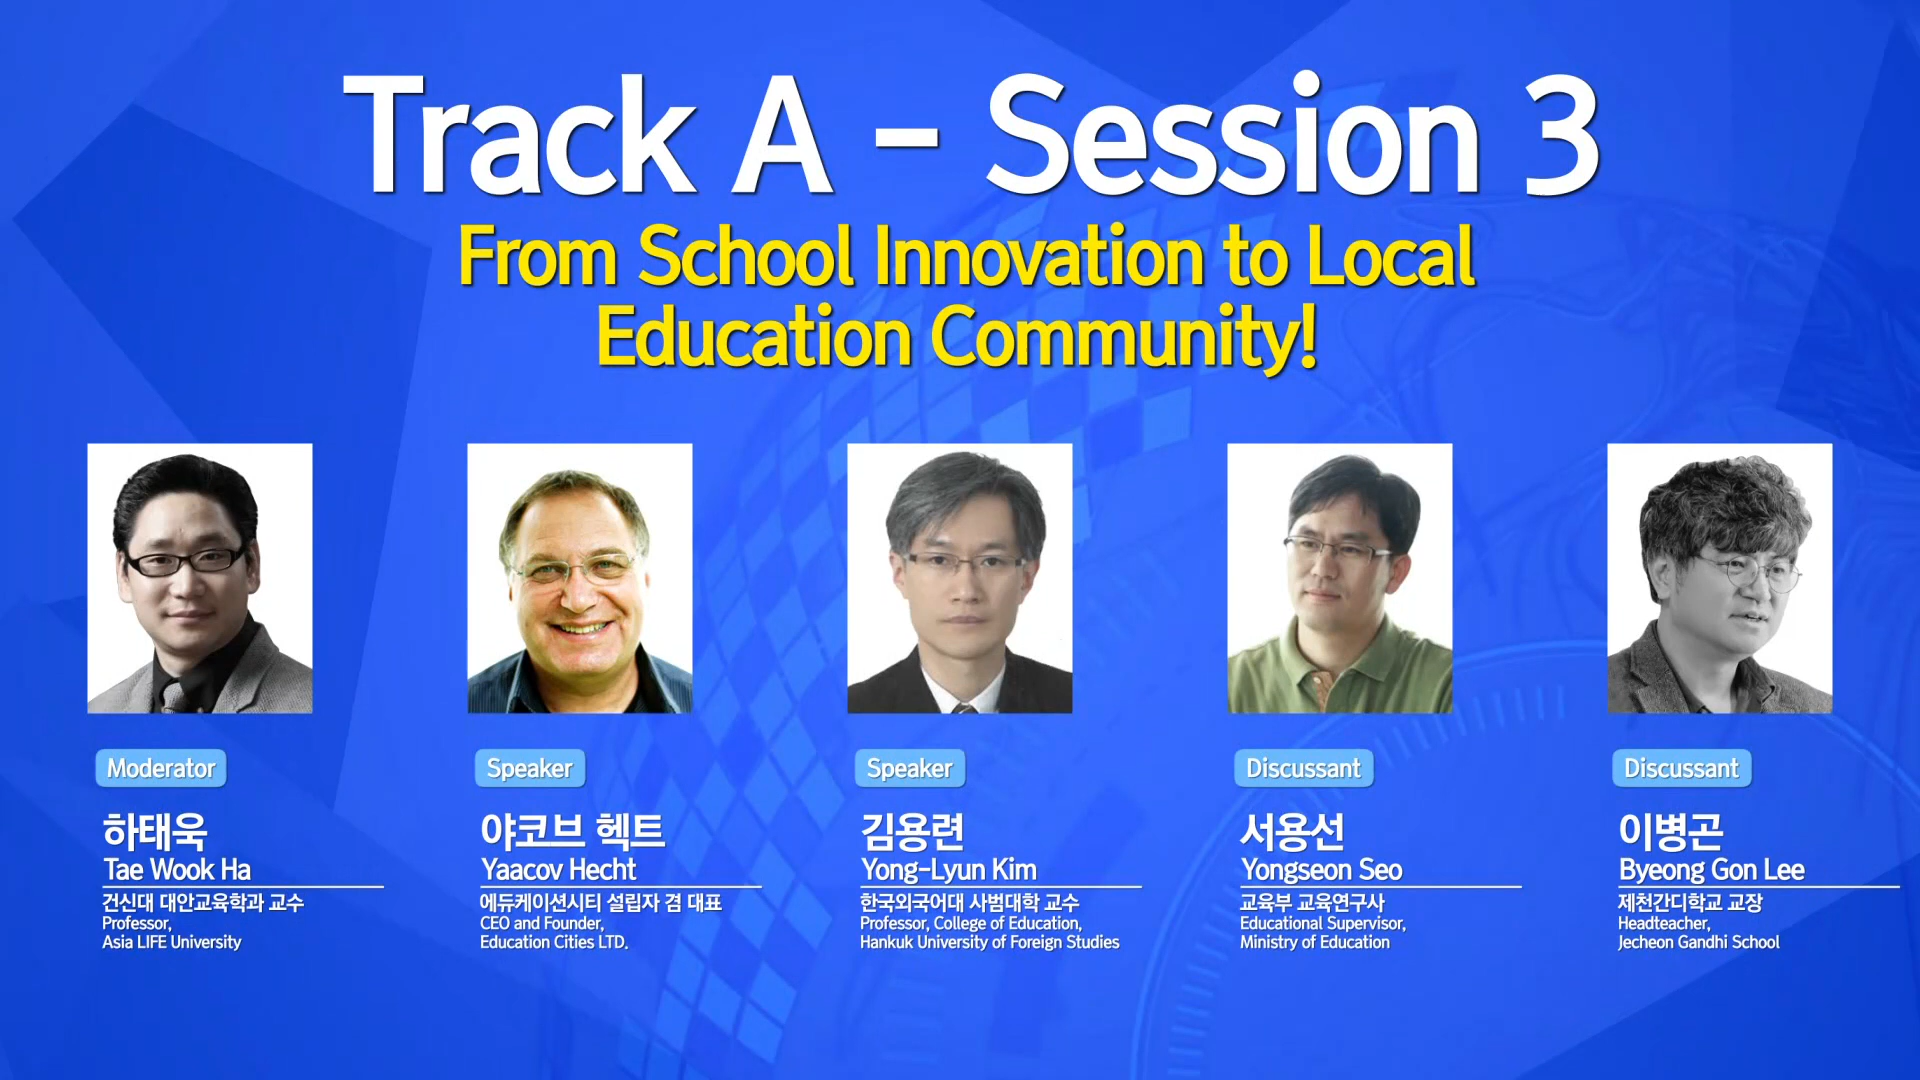 Track A - Session 3
From School Innovation to Local
Education Community!
Moderator
하태욱
Tae Wook Ha
건신대 대안교육학과 교수
Professor,
Asia LIFE University
Speaker
야코브 헥트
Yaacov Hecht
에듀케이션시티 설립자 겸 대표
CEO and Founder,
Education Cities LTD.
Speaker
김용련
Yong-Lyun Kim
한국외국어대 사범대학 교수
Professor, College of Education,
Hankuk University of Foreign Studies
Discussant
서용선
Yongseon Seo
교육부 교육연구사
Educational Supervisor,
Ministry of Education
Discussant
이병곤
Byeong Gon Lee
제천간디학교 교장
Headteacher,
Jecheon Gandhi School